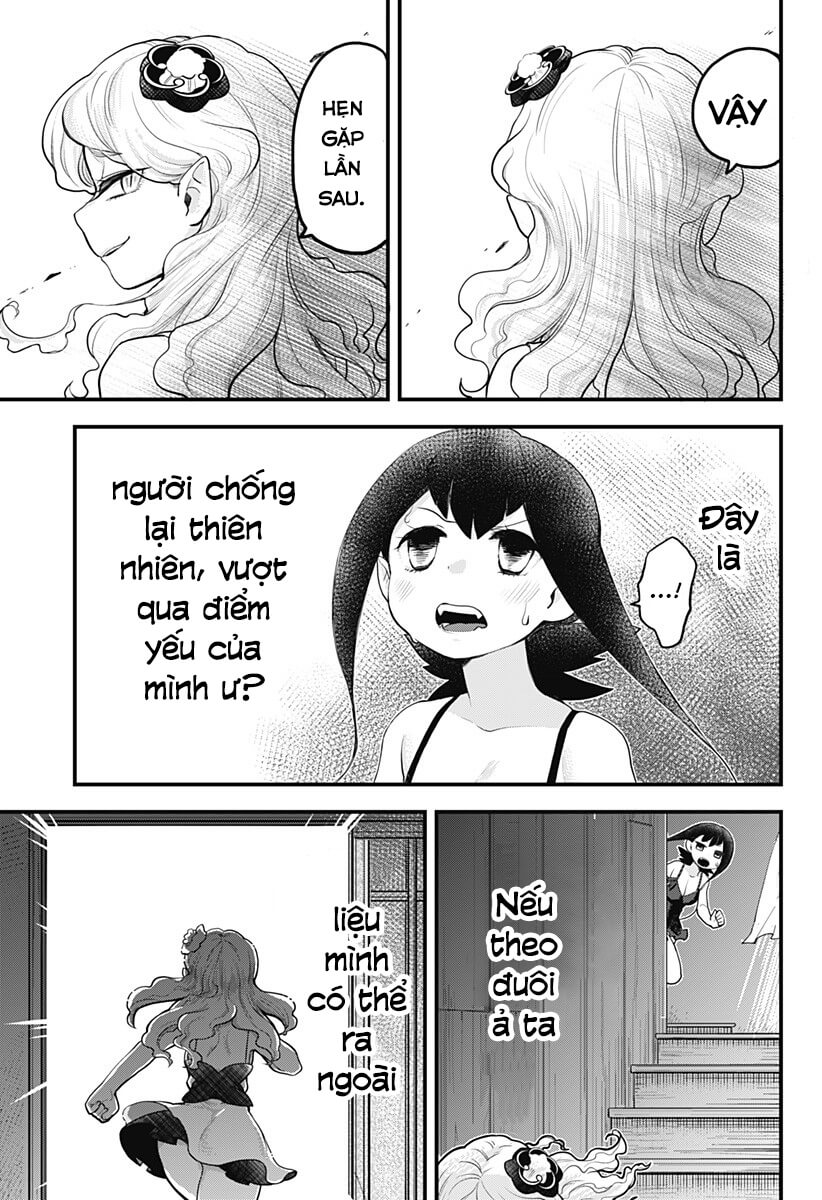 VẬY
HẸN
GẶP
LẦN
SAU.
Đây
là
...!
người chống
lại thiên
nhiên, vượt
qua điểm
yếu của
mình ư?
Nếu
theo
đuôi
ả ta
liệu
mình
có thể
ra
ngoài